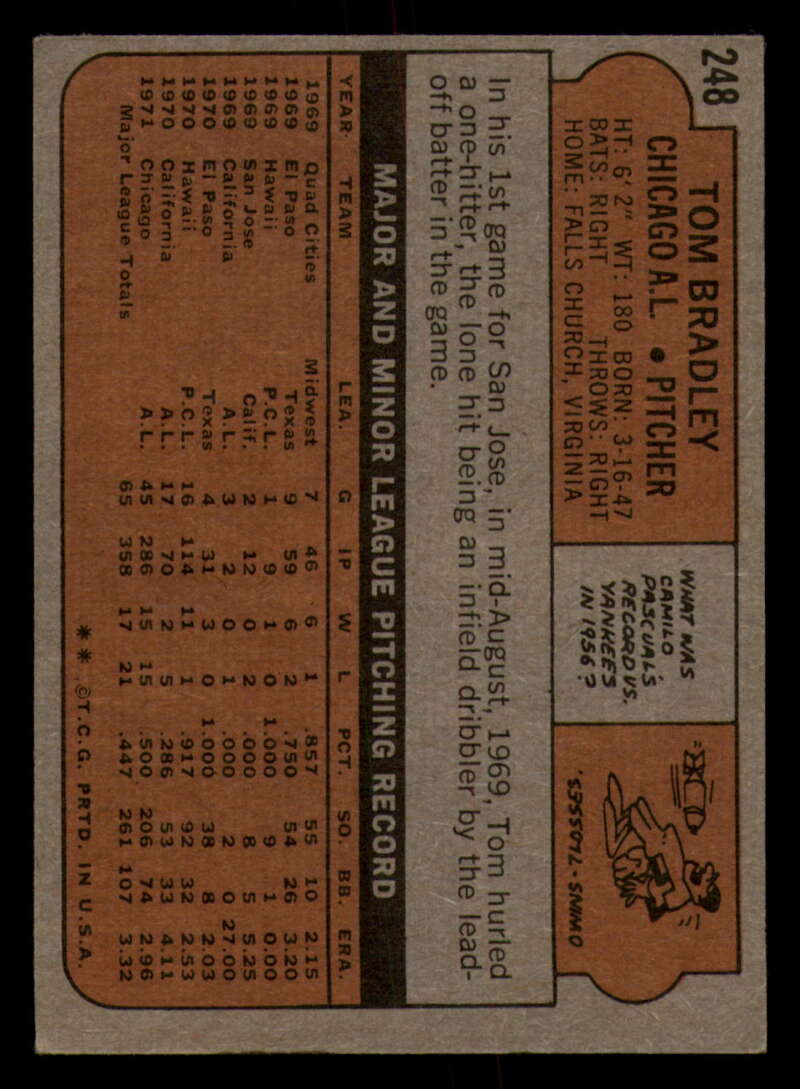 248
TOM BRADLEY
CHICAGO A.L. • PITCHER
HT: 6'2" WT: 180 BORN: 3-16-47
BATS: RIGHT THROWS: RIGHT
HOME: FALLS CHURCH, VIRGINIA
WHAT WAS
CAMILO
PASCUAL'S
RECORD VS.
YANKEES
IN 1956?
0 WINS-7 LOSSES.
In his 1st game for San Jose, in mid-August, 1969, Tom hurled
a one-hitter, the lone hit being an infield dribbler by the lead-
off batter in the game.
MAJOR AND MINOR LEAGUE PITCHING RECORD
YEAR TEAM LEA. G IP W L PCT. SO. BB. ERA.
1969 Quad Cities Midwest 7 46 6 1 .857 55 10 2.15
1969 El Paso Texas 9 59 6 2 .750 54 26 3.20
1969 Hawaii P.C.L. 1 9 1 0 1.000 9 1 0.00
1969 San Jose Calif. 2 12 0 2 .000 8 5 5.25
1969 California A.L. 3 2 0 1 .000 2 0 27.00
1970 El Paso Texas 4 31 3 0 1.000 38 8 2.03
1970 Hawaii P.C.L. 16 114 11 1 .917 92 32 2.53
1970 California A.L. 17 70 2 5 .286 53 33 4.11
1971 Chicago A.L. 45 286 15 15 .500 206 74 2.96
Major League Totals 65 358 17 21 .447 261 107 3.32
** ©T.C.G. PRTD. IN U.S.A.